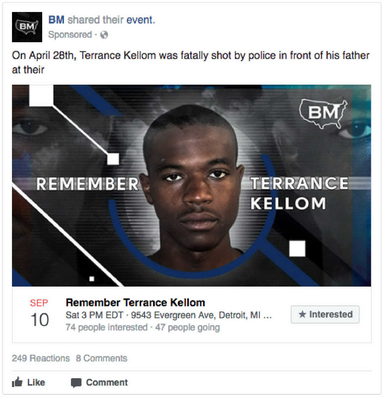 BM
BM shared their event.
Sponsored ·
On April 28th, Terrance Kellom was fatally shot by police in front of his father
at their
BM
REMEMBER TERRANCE
KELLOM
SEP
10
Remember Terrance Kellom
Sat 3 PM EDT · 9543 Evergreen Ave, Detroit, MI ...
74 people interested · 47 people going
★ Interested
249 Reactions 8 Comments
Like Comment